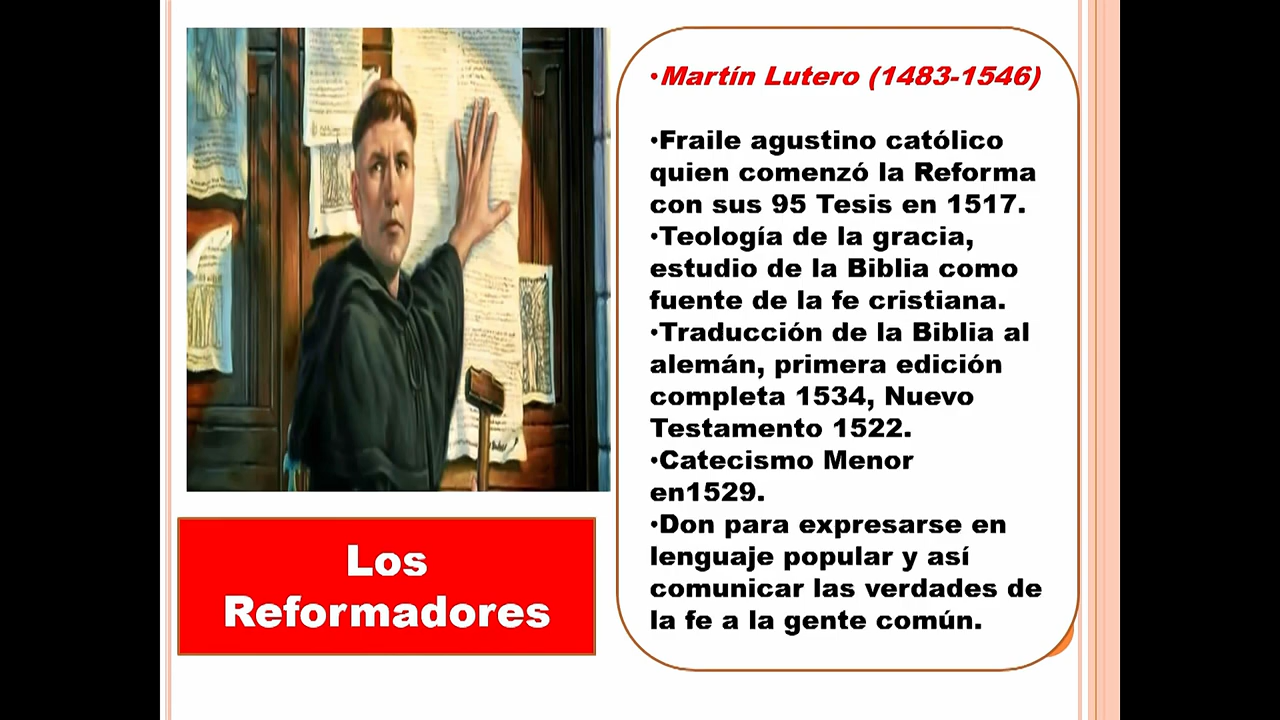 •Martín Lutero (1483-1546)
•Fraile agustino católico
quien comenzó la Reforma
con sus 95 Tesis en 1517.
•Teología de la gracia,
estudio de la Biblia como
fuente de la fe cristiana.
•Traducción de la Biblia al
alemán, primera edición
completa 1534, Nuevo
Testamento 1522.
•Catecismo Menor
en1529.
•Don para expresarse en
lenguaje popular y así
comunicar las verdades de
la fe a la gente común.
Los
Reformadores